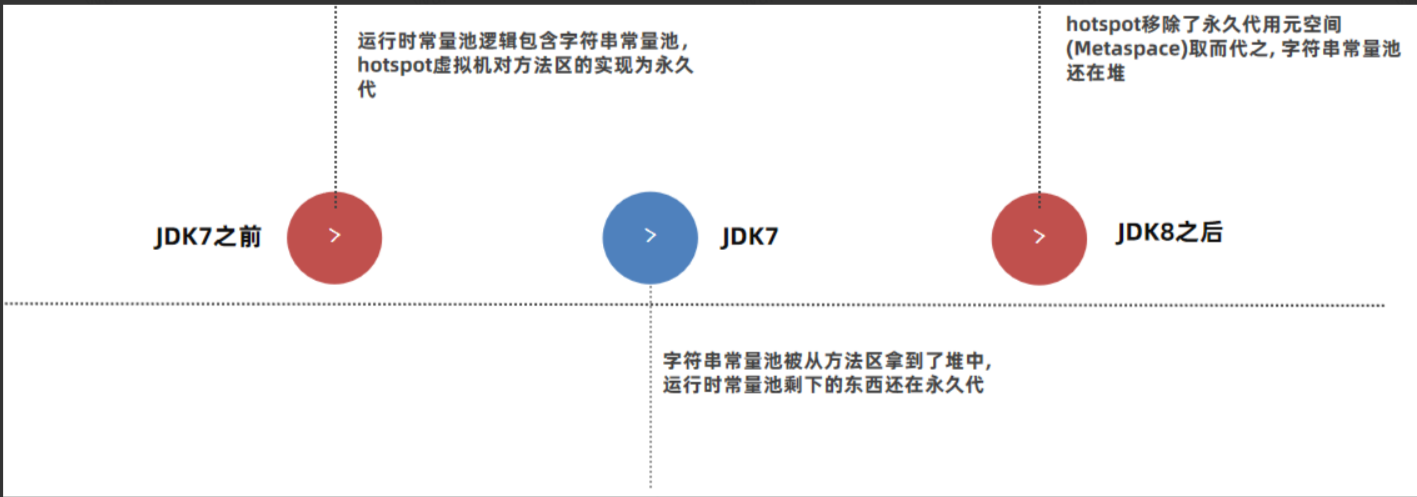 运行时常量池逻辑包含字符串常量池，
hotspot虚拟机对方法区的实现为永久
代
hotspot移除了永久代用元空间
(Metaspace)取而代之, 字符串常量池
还在堆
JDK7之前
>
>
JDK7
>
JDK8之后
字符串常量池被从方法区拿到了堆中,
运行时常量池剩下的东西还在永久代